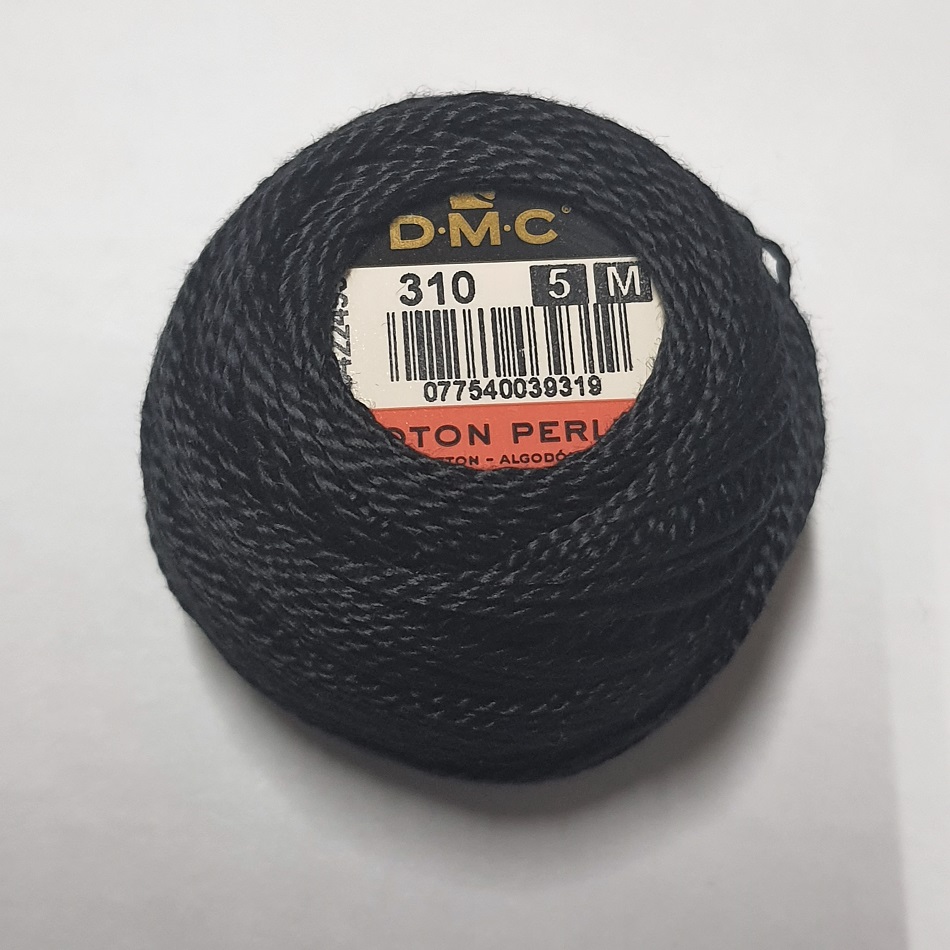 D·M·C®
310 5 M
077540039319
OTON PERL
TON - ALGODÓ